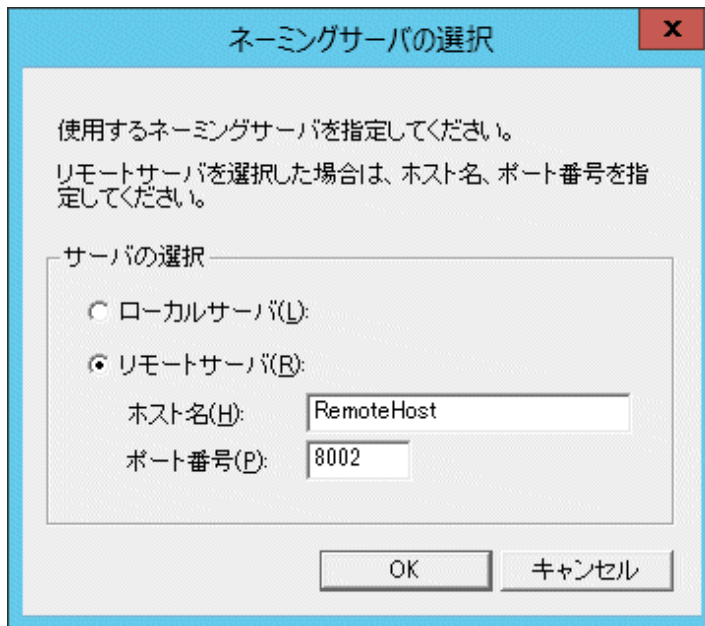 ネーミングサーバの選択
x
使用するネーミングサーバを指定してください。
リモートサーバを選択した場合は、ホスト名、ポート番号を指
定してください。
サーバの選択
ローカルサーバ(L):
リモートサーバ(R):
ホスト名(H): RemoteHost
ポート番号(P): 8002
OK キャンセル